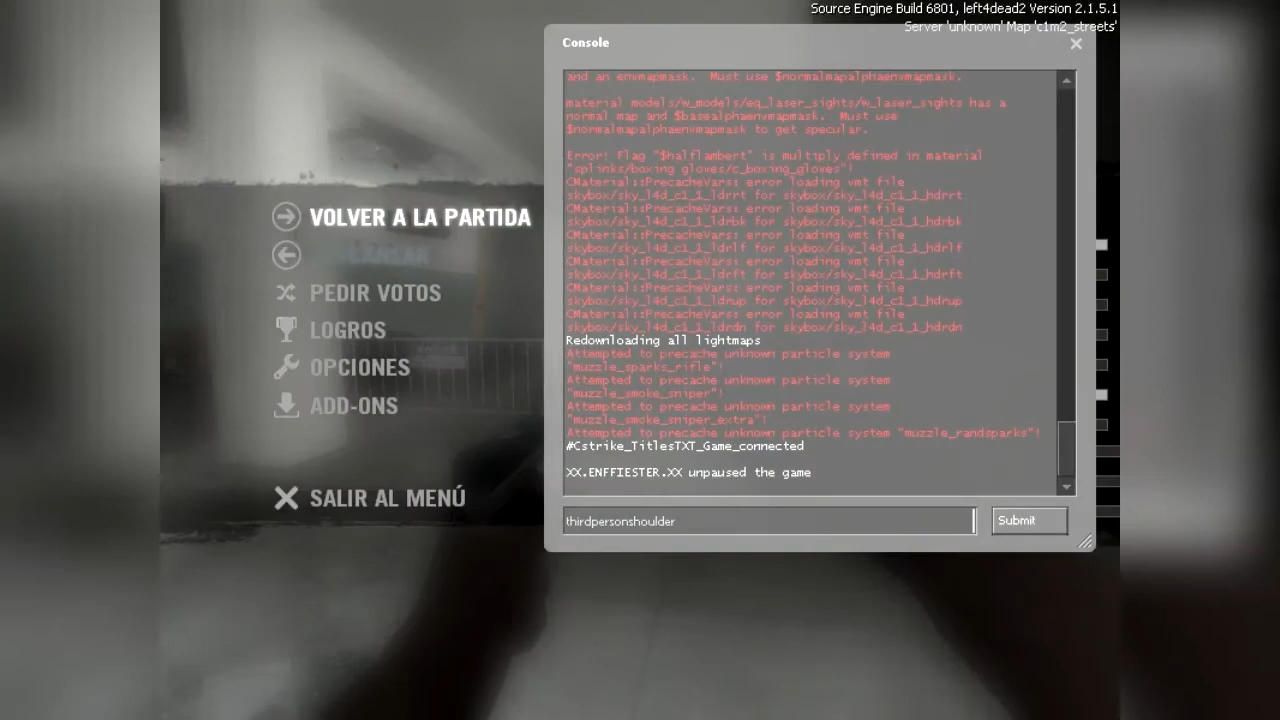 Source Engine Build 6801, left4dead2 Version 2.1.5.1
Server 'unknown' Map 'c1m2_streets'
Console
and an envmapmask.  Must use $normalmapalphaenvmapmask.
material models/w_models/eq_laser_sights/w_laser_sights has a
normal map and $basealphaenvmapmask.  Must use
$normalmapalphaenvmapmask to get specular.
Error! Flag "$halflambert" is multiply defined in material
"splinks/boxing gloves/c_boxing_gloves"!
CMaterial::PrecacheVars: error loading vmt file
skybox/sky_l4d_c1_1_ldrrt for skybox/sky_l4d_c1_1_hdrrt
CMaterial::PrecacheVars: error loading vmt file
skybox/sky_l4d_c1_1_ldrbk for skybox/sky_l4d_c1_1_hdrbk
CMaterial::PrecacheVars: error loading vmt file
skybox/sky_l4d_c1_1_ldrlf for skybox/sky_l4d_c1_1_hdrlf
CMaterial::PrecacheVars: error loading vmt file
skybox/sky_l4d_c1_1_ldrft for skybox/sky_l4d_c1_1_hdrft
CMaterial::PrecacheVars: error loading vmt file
skybox/sky_l4d_c1_1_ldrup for skybox/sky_l4d_c1_1_hdrup
CMaterial::PrecacheVars: error loading vmt file
skybox/sky_l4d_c1_1_ldrdn for skybox/sky_l4d_c1_1_hdrdn
Redownloading all lightmaps
Attempted to precache unknown particle system
"muzzle_sparks_rifle"!
Attempted to precache unknown particle system
"muzzle_smoke_sniper"!
Attempted to precache unknown particle system
"muzzle_smoke_sniper_extra"!
Attempted to precache unknown particle system "muzzle_randsparks"!
#Cstrike_TitlesTXT_Game_connected
XX.ENFFIESTER.XX unpaused the game
thirdpersonshoulder
Submit
VOLVER A LA PARTIDA
PEDIR VOTOS
LOGROS
OPCIONES
ADD-ONS
SALIR AL MENÚ